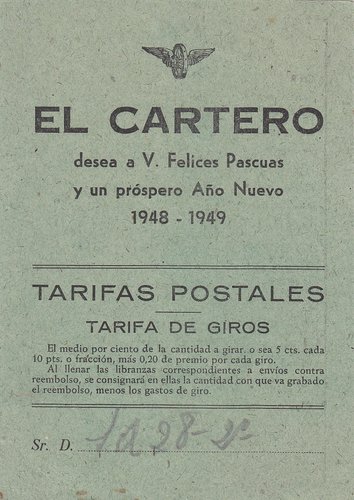 EL CARTERO
desea a V. Felices Pascuas
y un próspero Año Nuevo
1948 - 1949
TARIFAS POSTALES
TARIFA DE GIROS
El medio por ciento de la cantidad a girar. o sea 5 cts. cada
10 pts. o fracción, más 0,20 de premio por cada giro.
Al llenar las libranzas correspondientes a envíos contra
reembolso, se consignará en ellas la cantidad con que va grabado
el reembolso, menos los gastos de giro.
Sr. D.